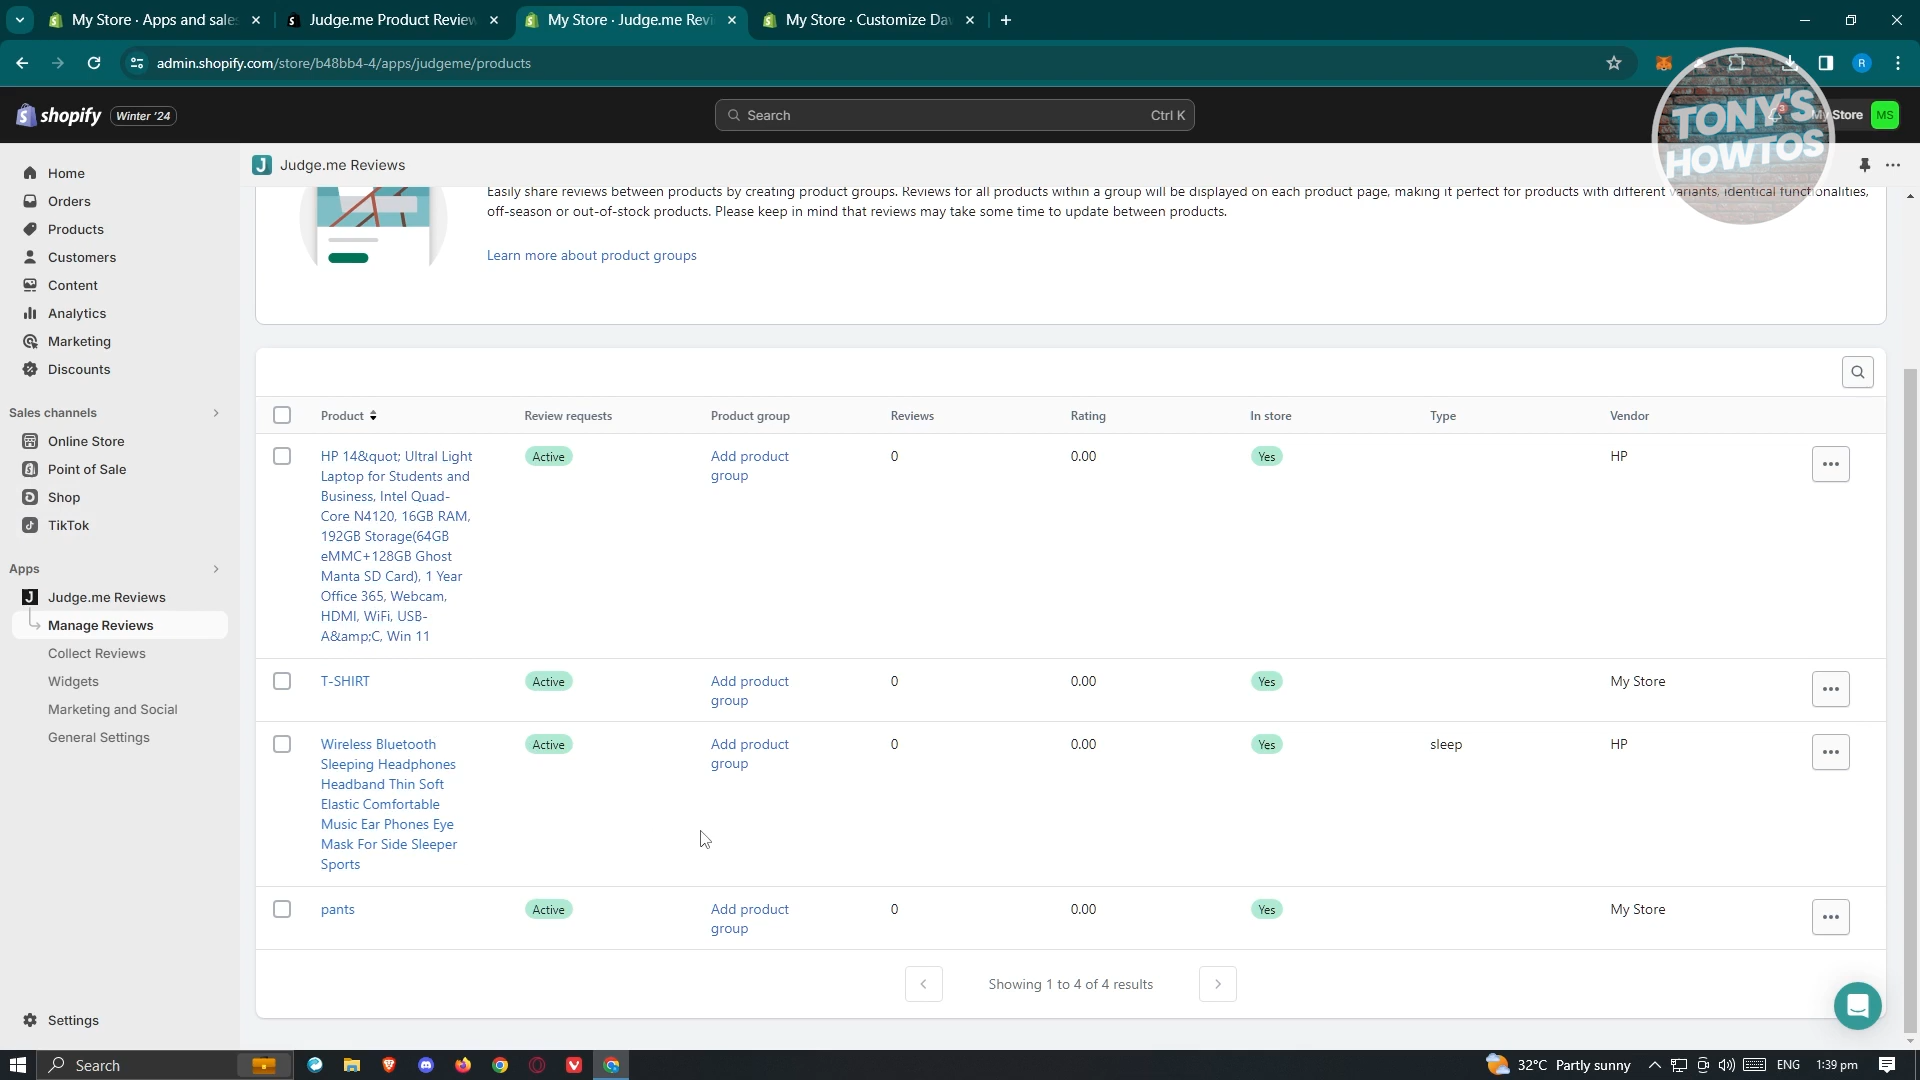 My Store · Apps and sale
Judge.me Product Review
My Store · Judge.me Revi
My Store · Customize Da
admin.shopify.com/store/b48bb4-4/apps/judgeme/products
R
shopify
Winter '24
Search
Ctrl K
3
My Store
MS
TONY'S
HOWTOS
Home
Orders
Products
Customers
Content
Analytics
Marketing
Discounts
Sales channels
Online Store
Point of Sale
Shop
TikTok
Apps
Judge.me Reviews
Manage Reviews
Collect Reviews
Widgets
Marketing and Social
General Settings
Settings
Judge.me Reviews
Easily share reviews between products by creating product groups. Reviews for all products within a group will be displayed on each product page, making it perfect for products with different variants, identical functionalities,
off-season or out-of-stock products. Please keep in mind that reviews may take some time to update between products.
Learn more about product groups
Product Review requests Product group Reviews Rating In store Type Vendor
HP 14&quot; Ultral Light
Laptop for Students and
Business, Intel Quad-
Core N4120, 16GB RAM,
192GB Storage(64GB
eMMC+128GB Ghost
Manta SD Card), 1 Year
Office 365, Webcam,
HDMI, WiFi, USB-
A&amp;C, Win 11
Active
Add product
group
0
0.00
Yes
HP
T-SHIRT
Active
Add product
group
0
0.00
Yes
My Store
Wireless Bluetooth
Sleeping Headphones
Headband Thin Soft
Elastic Comfortable
Music Ear Phones Eye
Mask For Side Sleeper
Sports
Active
Add product
group
0
0.00
Yes
sleep
HP
pants
Active
Add product
group
0
0.00
Yes
My Store
Showing 1 to 4 of 4 results
Search
32°C Partly sunny
ENG
1:39 pm